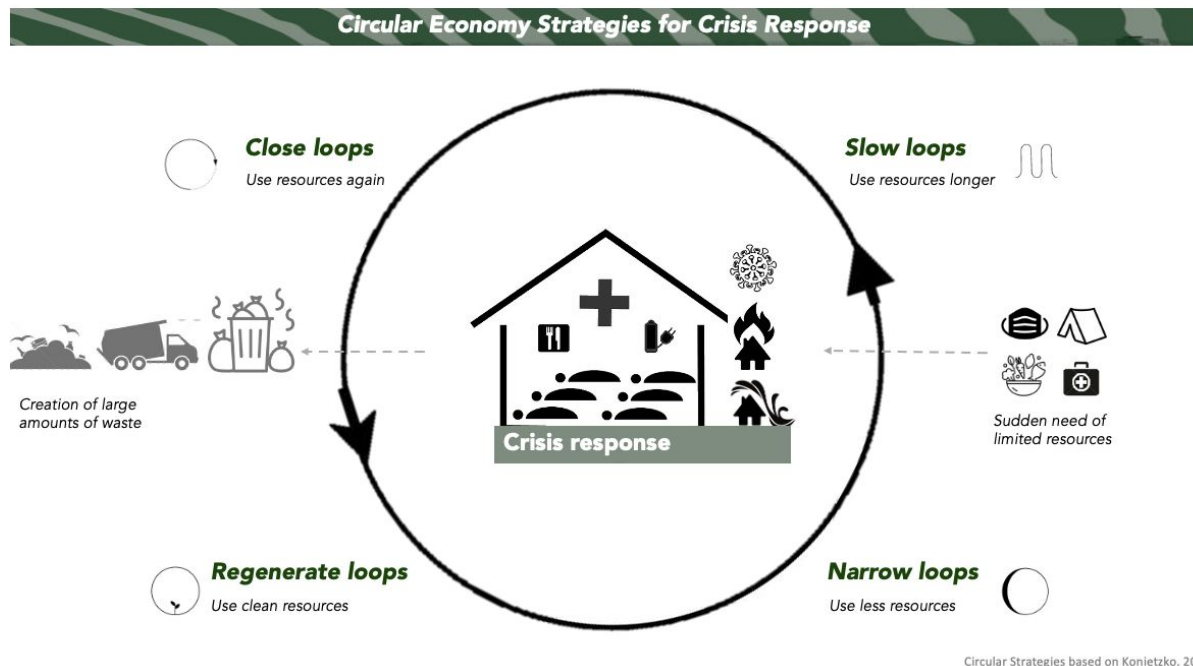 Circular Economy Strategies for Crisis Response
Close loops
Use resources again
Slow loops
Use resources longer
Creation of large
amounts of waste
Crisis response
Sudden need of
limited resources
Regenerate loops
Use clean resources
Narrow loops
Use less resources
Circular Strategies based on Konietzko, 20